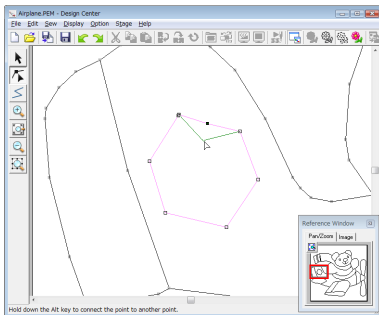 Airplane.PEM - Design Center
File Edit Sew Display Option Stage Help
Reference Window
Pan/Zoom Image
Hold down the Alt key to connect the point to another point.